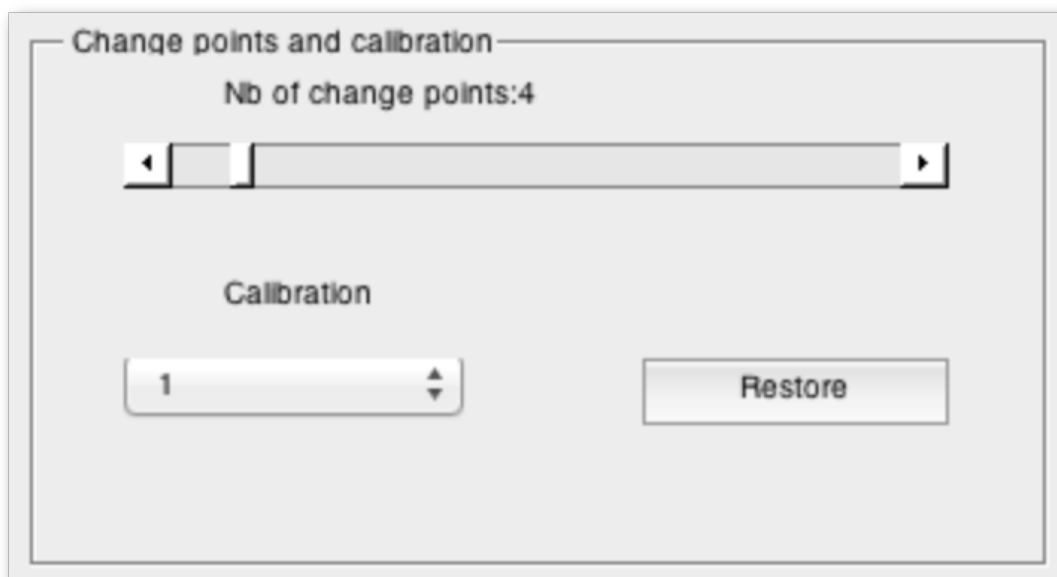 Change points and calibration
Nb of change points:4
Calibration
1
Restore